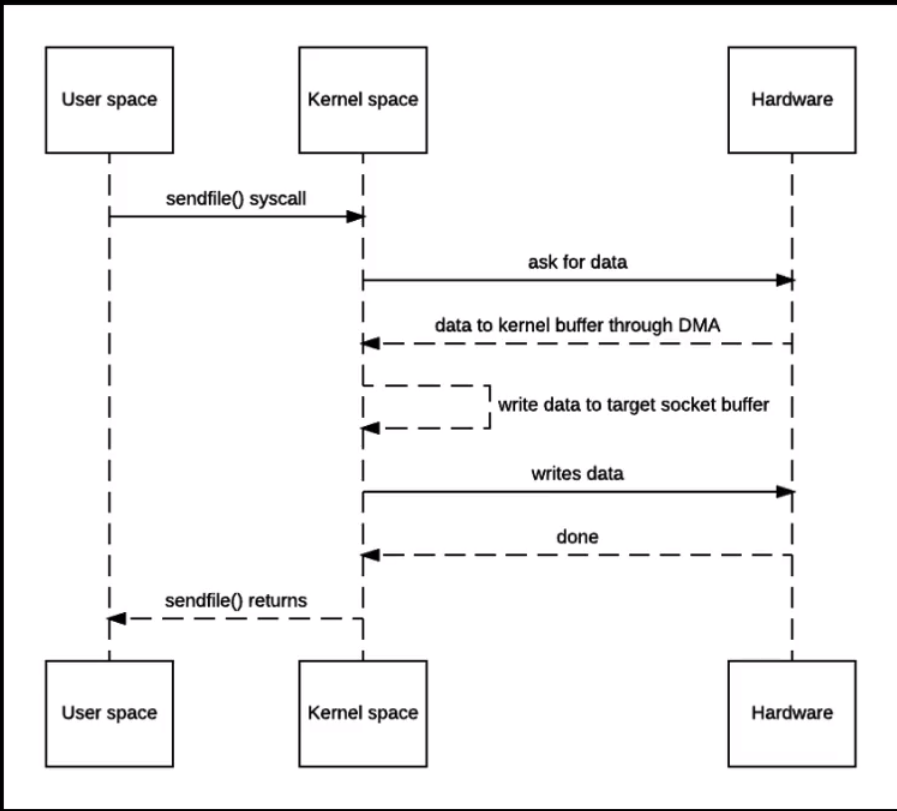 User space
Kernel space
Hardware
sendfile() syscall
ask for data
data to kernel buffer through DMA
write data to target socket buffer
writes data
done
sendfile() returns
User space
Kernel space
Hardware